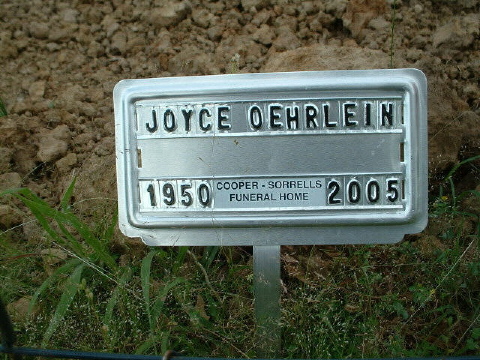 JOYCE OEHRLEIN
1950 COOPER - SORRELLS 2005
FUNERAL HOME